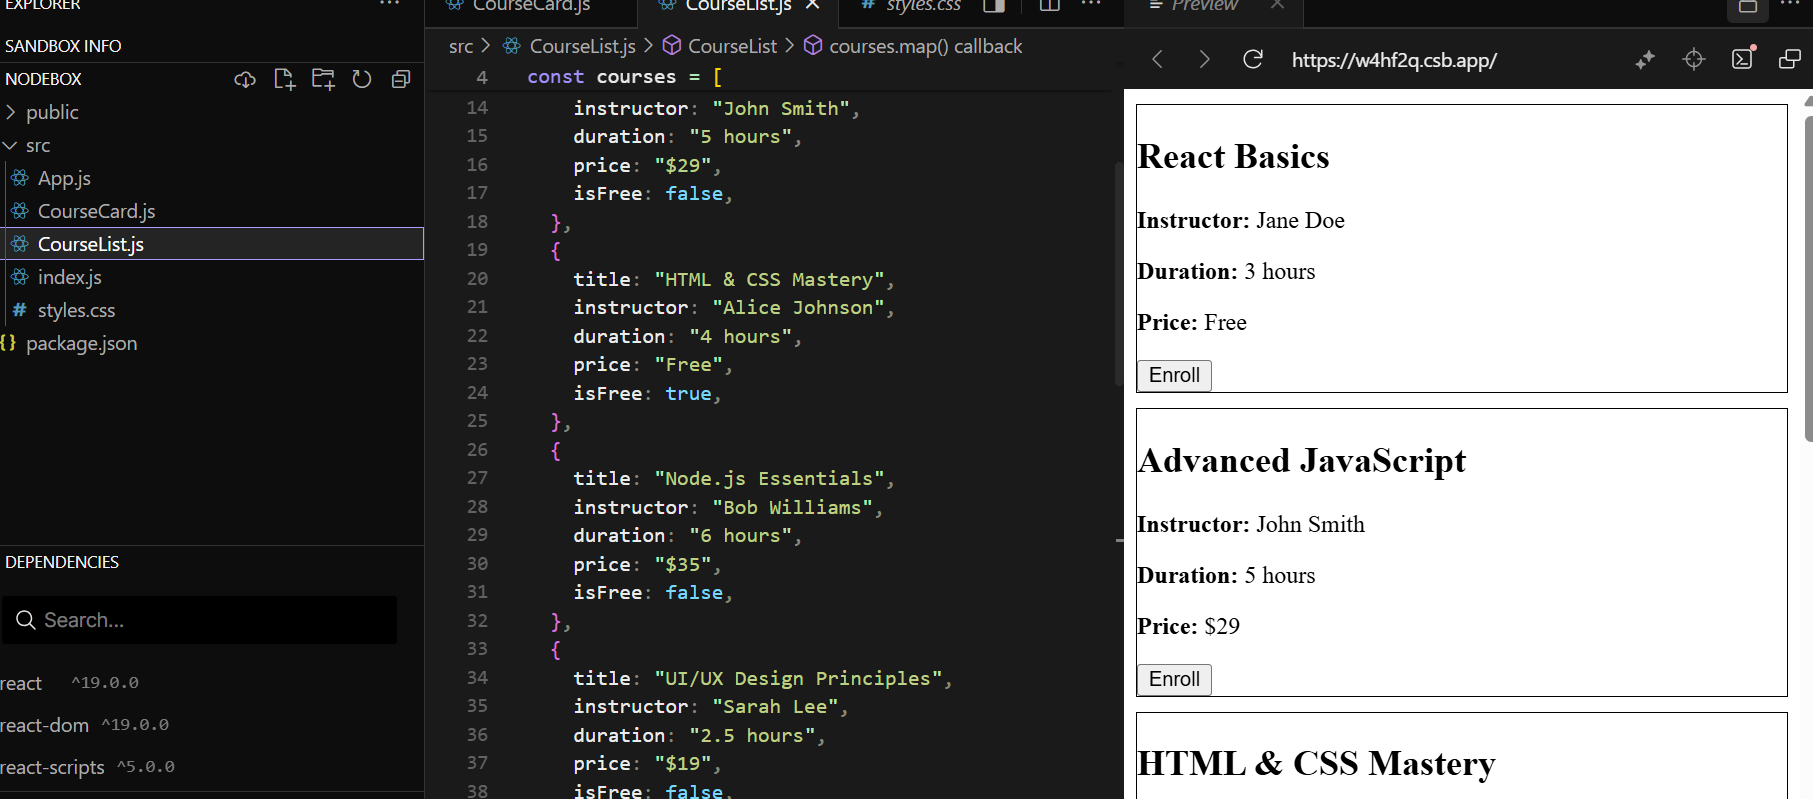 EXPLORER
SANDBOX INFO
NODEBOX
public
src
App.js
CourseCard.js
CourseList.js
index.js
styles.css
package.json
DEPENDENCIES
Search...
react ^19.0.0
react-dom ^19.0.0
react-scripts ^5.0.0
CourseCard.js CourseList.js styles.css
src > CourseList.js > CourseList > courses.map() callback
4 const courses = [
14 instructor: "John Smith",
15 duration: "5 hours",
16 price: "$29",
17 isFree: false,
18 },
19 {
20 title: "HTML & CSS Mastery",
21 instructor: "Alice Johnson",
22 duration: "4 hours",
23 price: "Free",
24 isFree: true,
25 },
26 {
27 title: "Node.js Essentials",
28 instructor: "Bob Williams",
29 duration: "6 hours",
30 price: "$35",
31 isFree: false,
32 },
33 {
34 title: "UI/UX Design Principles",
35 instructor: "Sarah Lee",
36 duration: "2.5 hours",
37 price: "$19",
38 isFree: false,
Preview
https://w4hf2q.csb.app/
React Basics
Instructor: Jane Doe
Duration: 3 hours
Price: Free
Enroll
Advanced JavaScript
Instructor: John Smith
Duration: 5 hours
Price: $29
Enroll
HTML & CSS Mastery